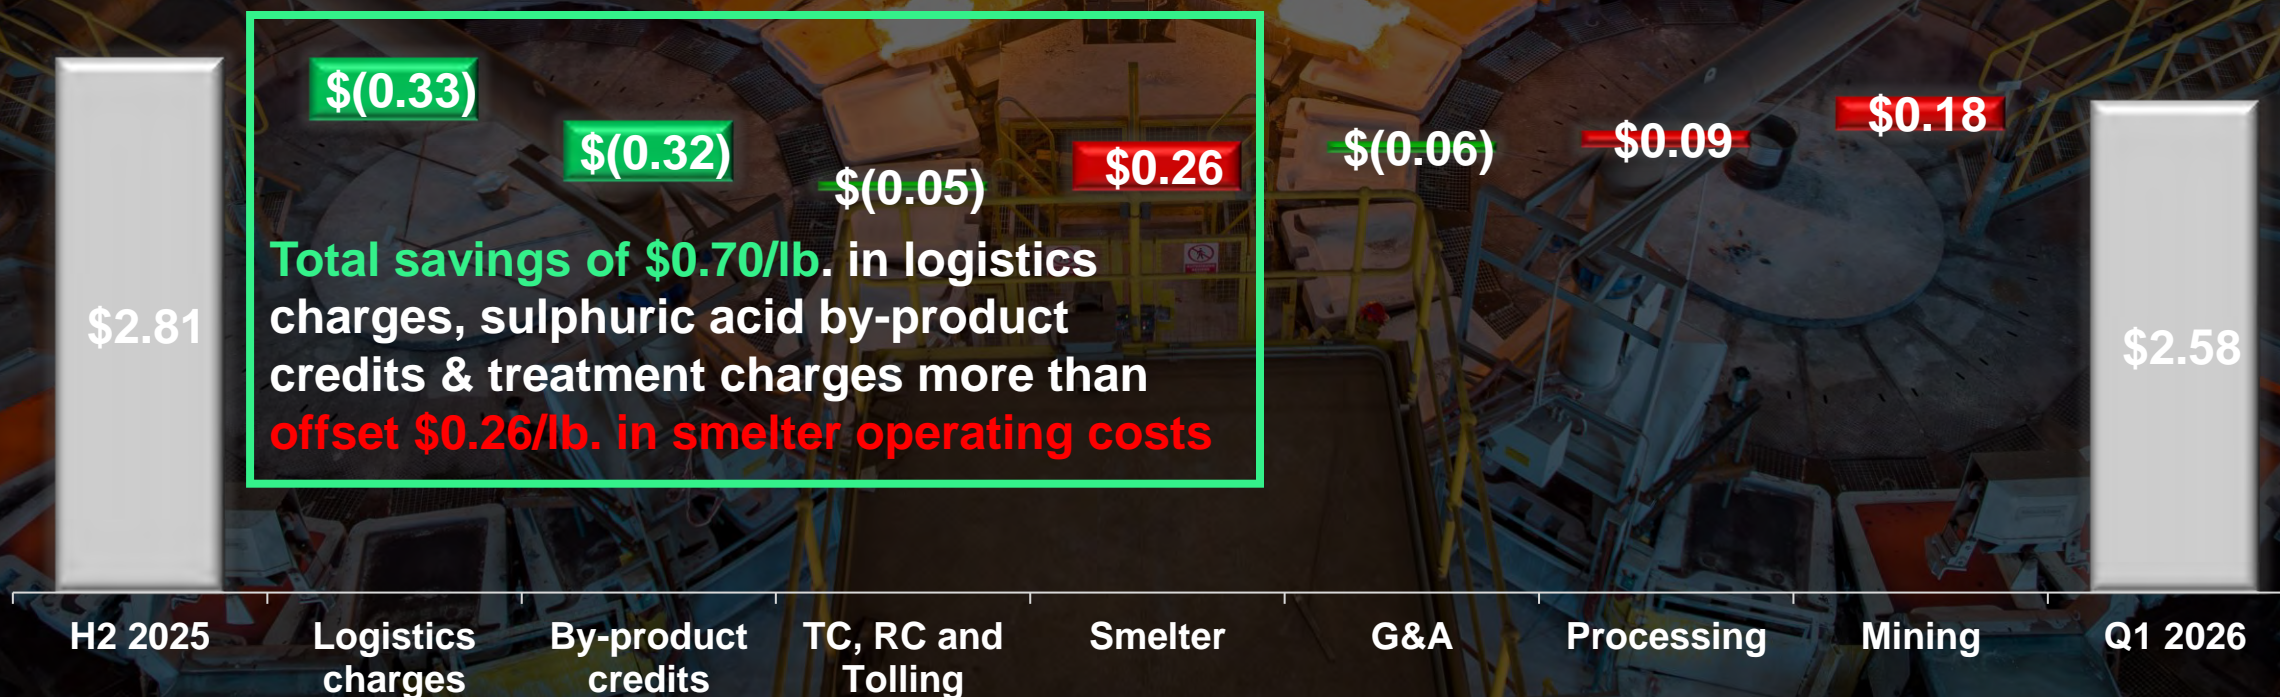 $(0.33)
$(0.32)
$(0.05)
$0.26
$(0.06)
$0.09
$0.18
$2.81
$2.58
Total savings of $0.70/lb. in logistics
charges, sulphuric acid by-product
credits & treatment charges more than
offset $0.26/lb. in smelter operating costs
H2 2025
Logistics
charges
By-product
credits
TC, RC and
Tolling
Smelter
G&A
Processing
Mining
Q1 2026